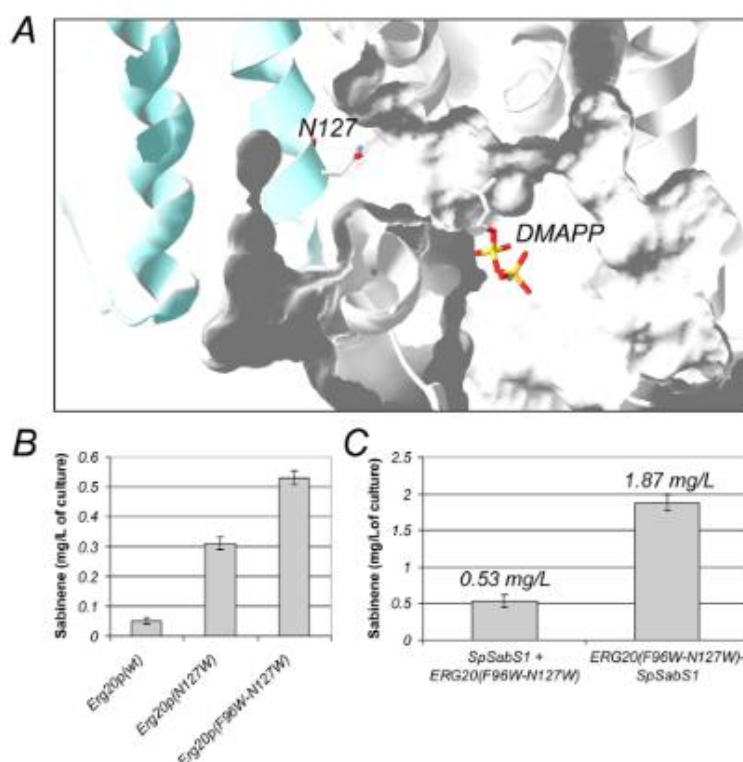 A
N127
DMAPP
B
Sabinene (mg/L of culture)
0.6
0.5
0.4
0.3
0.2
0.1
0
Erg20p(wt)
Erg20p(N127W)
Erg20p(F96W-N127W)
C
Sabinene (mg/Lof culture)
2.5
2
1.5
1
0.5
0
0.53 mg/L
1.87 mg/L
SpSabS1 +
ERG20(F96W-N127W)
ERG20(F96W-N127W)-
SpSabS1